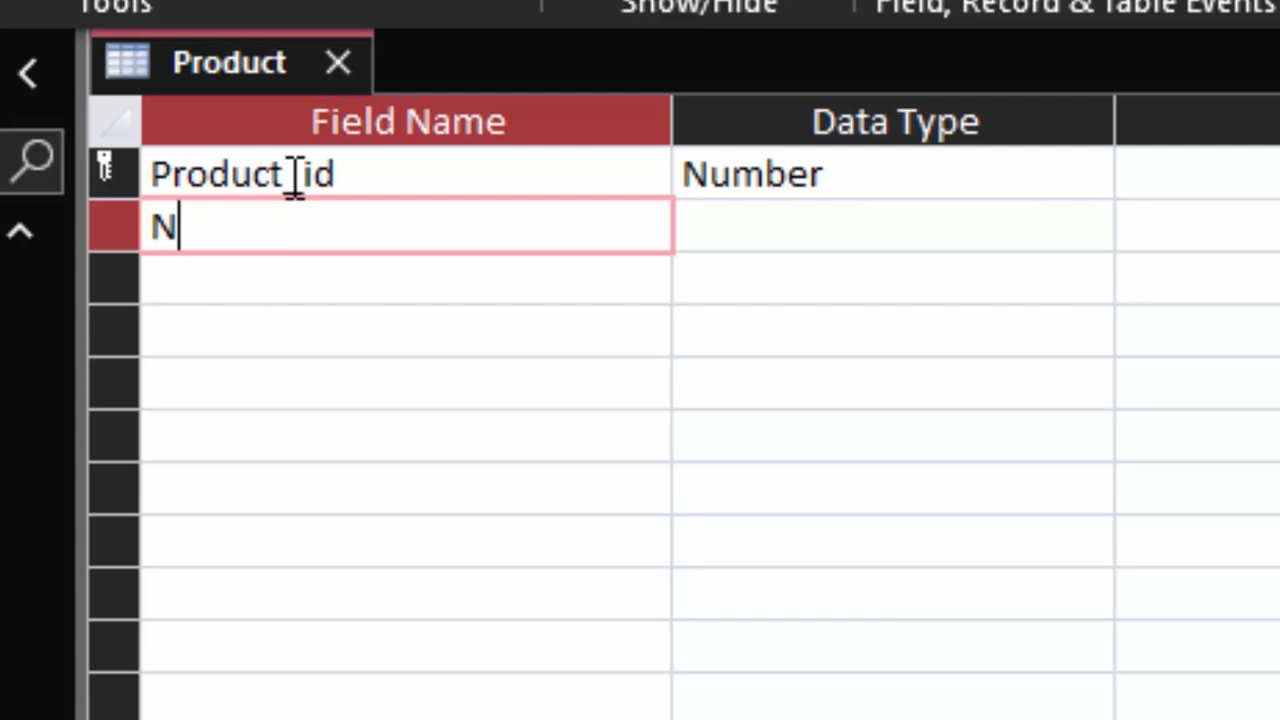 Tools Show/Hide Field, Record & Table Events
Product
Field Name Data Type
Product id Number
N